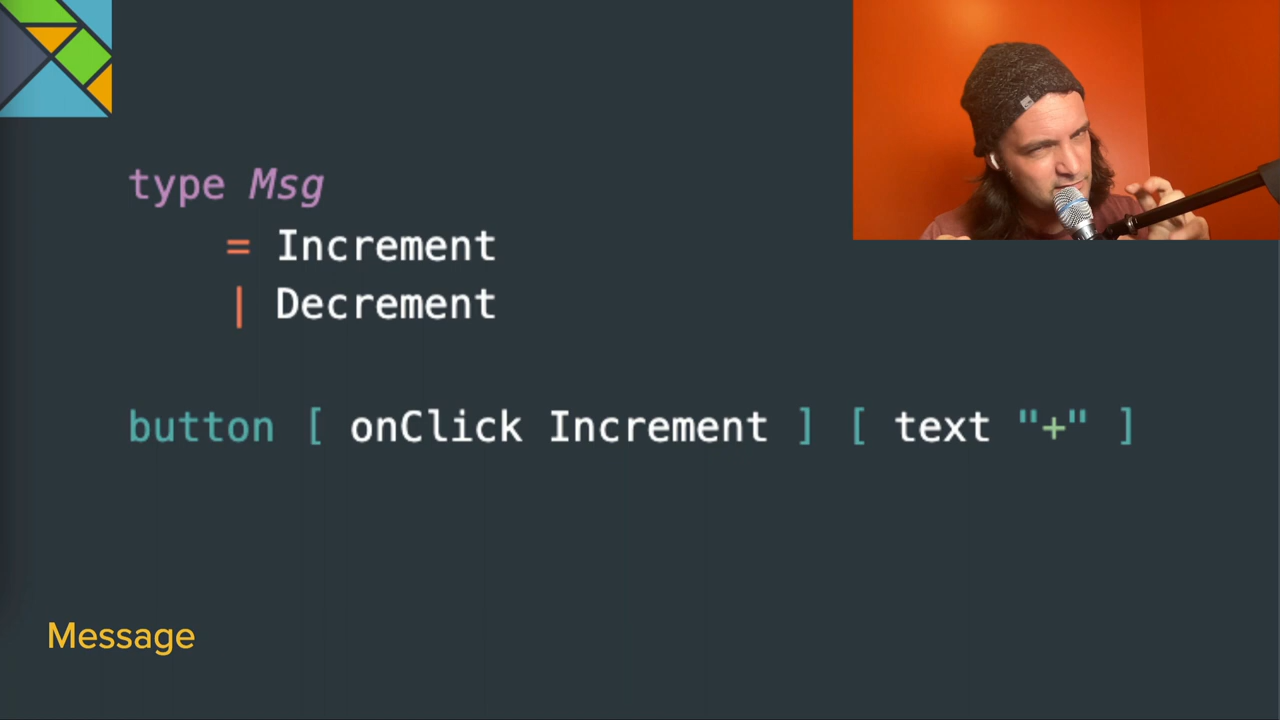 type Msg
= Increment
| Decrement
button [ onClick Increment ] [ text "+" ]
Message